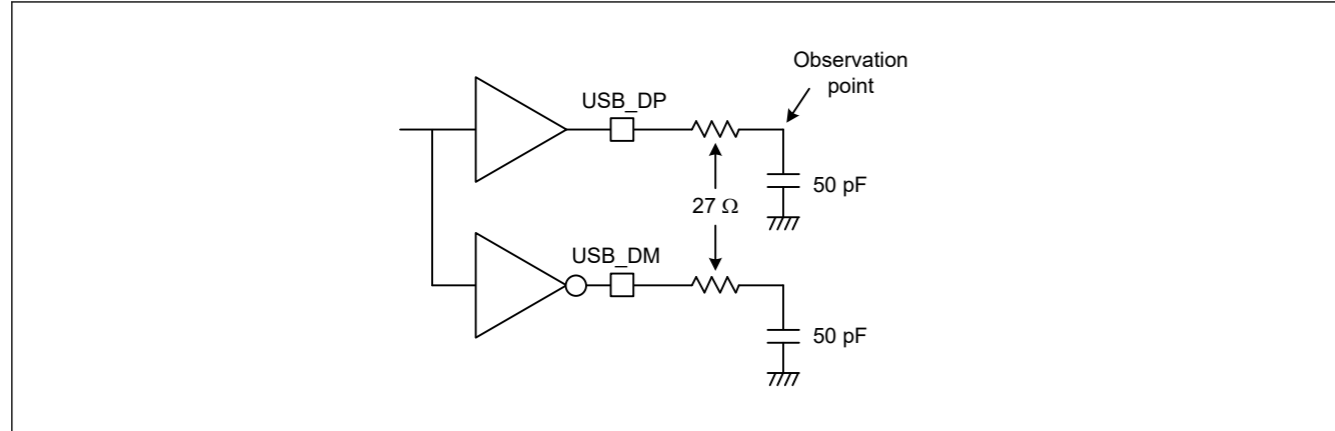 Observation
point
USB_DP
50 pF
27 Ω
USB_DM
50 pF